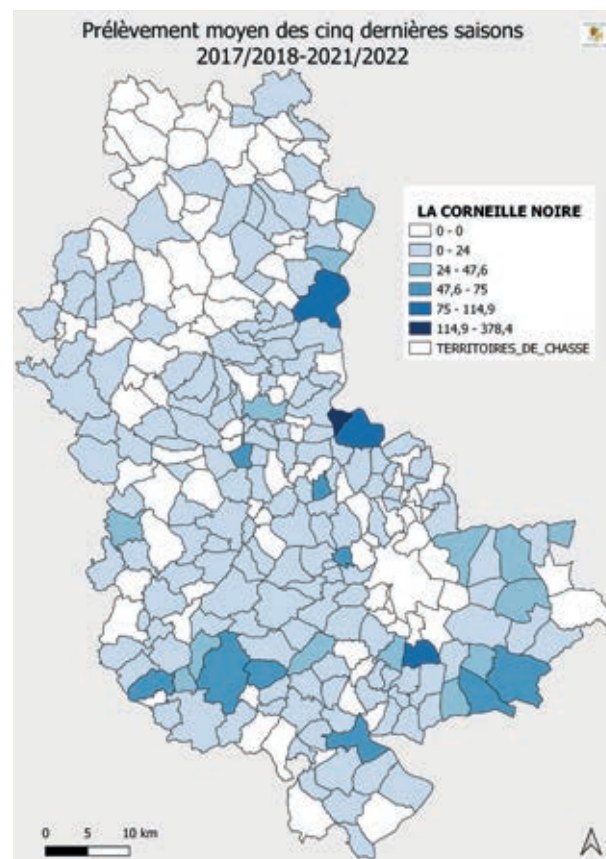 Prélèvement moyen des cinq dernières saisons
2017/2018-2021/2022
LA CORNEILLE NOIRE
0 - 0
0 - 24
24 - 47,6
47,6 - 75
75 - 114,9
114,9 - 378,4
TERRITOIRES_DE_CHASSE
0 5 10 km